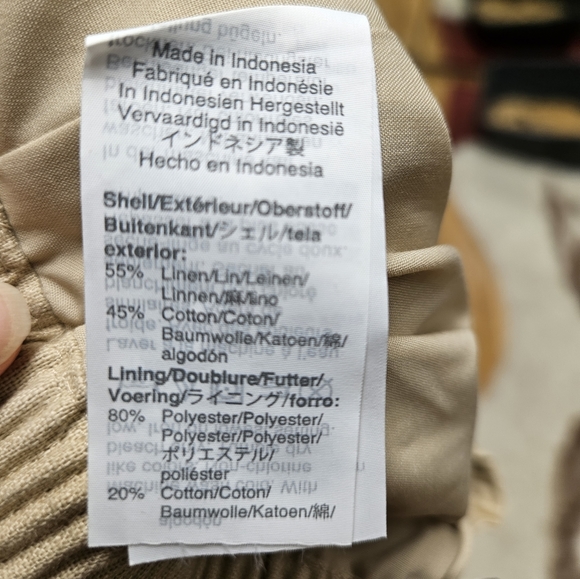 Made in Indonesia
Fabriqué en Indonésie
In Indonesien Hergestellt
Vervaardigd in Indonesië
インドネシア製
Hecho en Indonesia
Shell/Extérieur/Oberstoff/
Buitenkant/シェル/tela
exterior:
55% Linen/Lin/Leinen/
Linnen/麻/lino
45% Cotton/Coton/
Baumwolle/Katoen/綿/
algodón
Lining/Doublure/Futter/
Voering/ライニング/forro:
80% Polyester/Polyester/
Polyester/Polyester/
ポリエステル/
poliéster
20% Cotton/Coton/
Baumwolle/Katoen/綿/